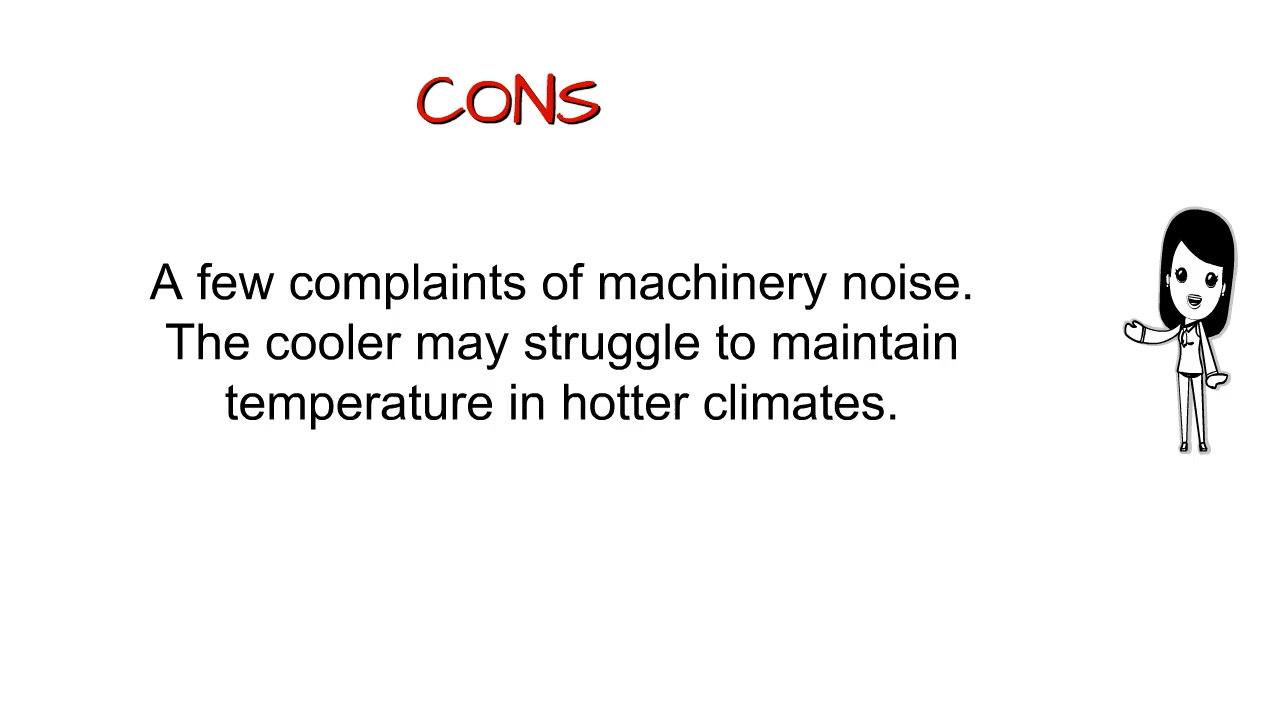 CONS
A few complaints of machinery noise.
The cooler may struggle to maintain
temperature in hotter climates.